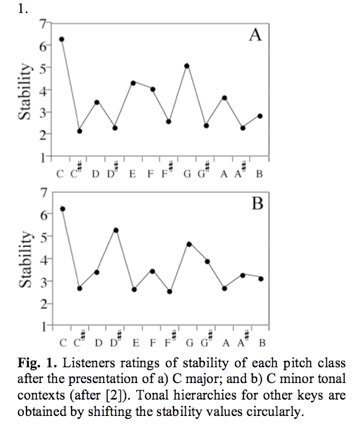 1.
A
7
6
5
4
3
2
1
Stability
C C# D D# E F F# G G# A A# B
B
7
6
5
4
3
2
1
Stability
C C# D D# E F F# G G# A A# B
Fig. 1. Listeners ratings of stability of each pitch class
after the presentation of a) C major; and b) C minor tonal
contexts (after [2]). Tonal hierarchies for other keys are
obtained by shifting the stability values circularly.